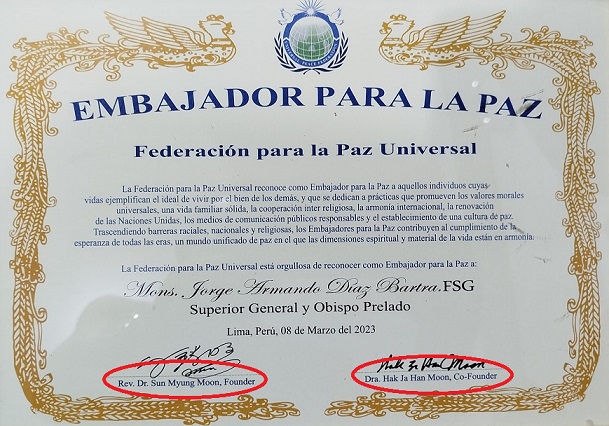 EMBAJADOR PARA LA PAZ
Federación para la Paz Universal
La Federación para la Paz Universal reconoce como Embajador para la Paz a aquellos individuos cuyas
vidas ejemplifican el ideal de vivir por el bien de los demás, y que se dedican a prácticas que promueven los valores morales
universales, una vida familiar sólida, la cooperación inter religiosa, la armonía internacional, la renovación
de las Naciones Unidas, los medios de comunicación públicos responsables y el establecimiento de una cultura de paz.
Trascendiendo barreras raciales, nacionales y religiosas, los Embajadores para la Paz contribuyen al cumplimiento de la
esperanza de todas las eras, un mundo unificado de paz en el que las dimensiones espiritual y material de la vida están en armonía.
La Federación para la Paz Universal está orgullosa de reconocer como Embajador para la Paz a:
Mons. Jorge Armando Díaz Bartra.FSG
Superior General y Obispo Prelado
Lima, Perú, 08 de Marzo del 2023
Hak Ja Han Moon
Rev. Dr. Sun Myung Moon, Founder
Dra. Hak Ja Han Moon, Co-Founder